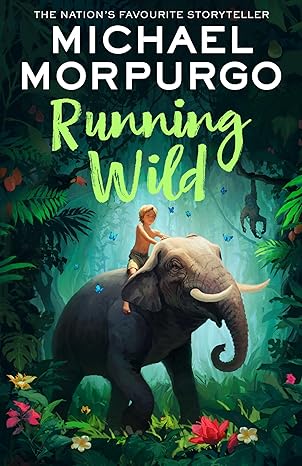 THE NATION'S FAVOURITE STORYTELLER
MICHAEL
MORPURGO
Running
Wild